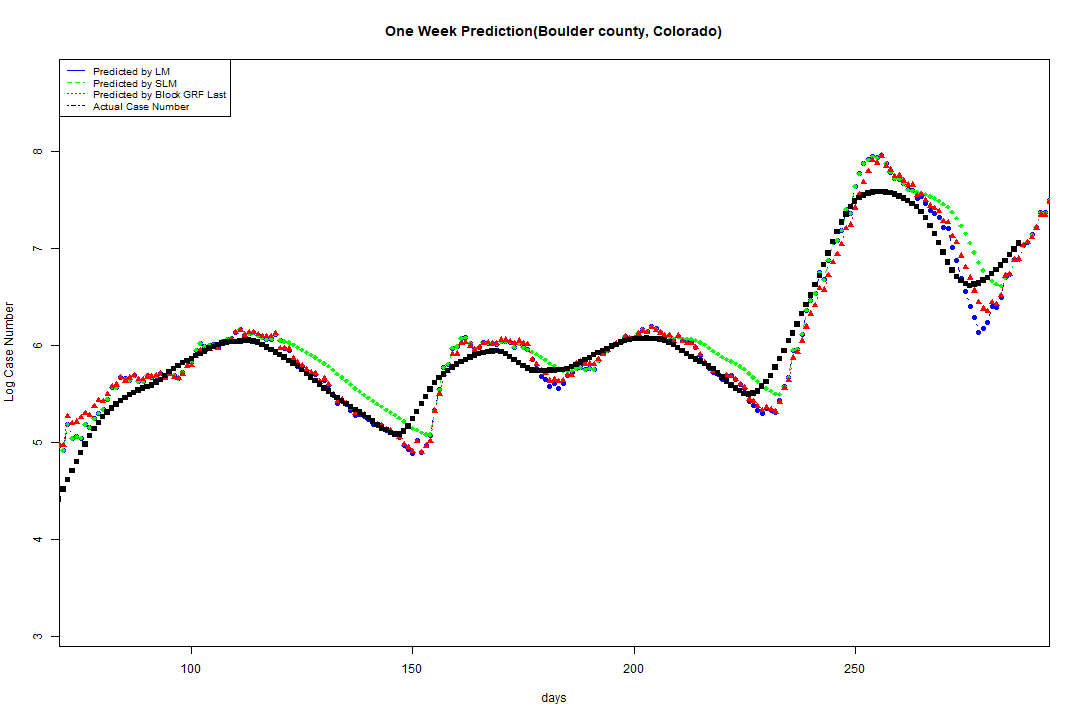 One Week Prediction(Boulder county, Colorado)
Predicted by LM
Predicted by SLM
Predicted by Block GRF Last
Actual Case Number
8
7
6
5
4
3
Log Case Number
100 150 200 250
days